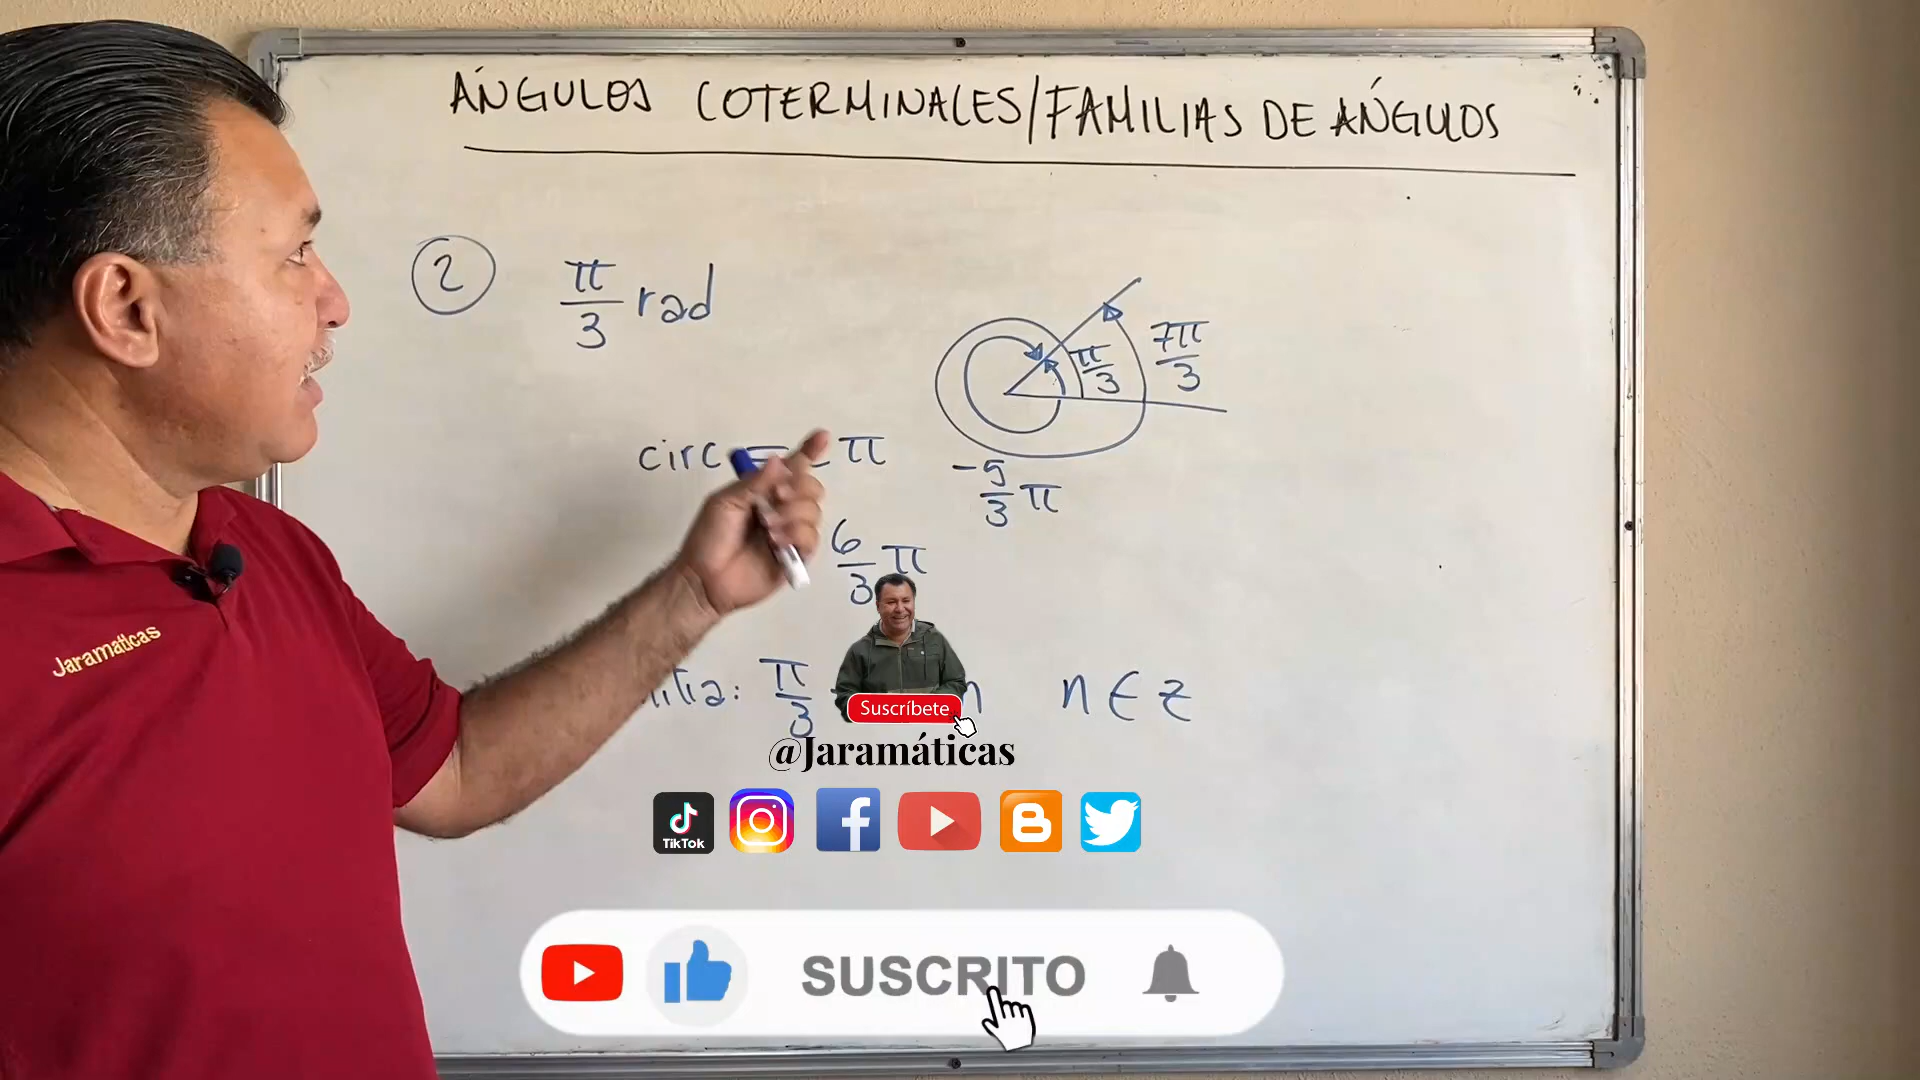 ÁNGULOS COTERMINALES/FAMILIAS DE ÁNGULOS
2
π/3 rad
π/3
7π/3
circ = π
-5/3 π
6/3 π
π/3 n n ∈ z
Jaramáticas
Suscríbete
@Jaramáticas
TikTok
SUSCRITO